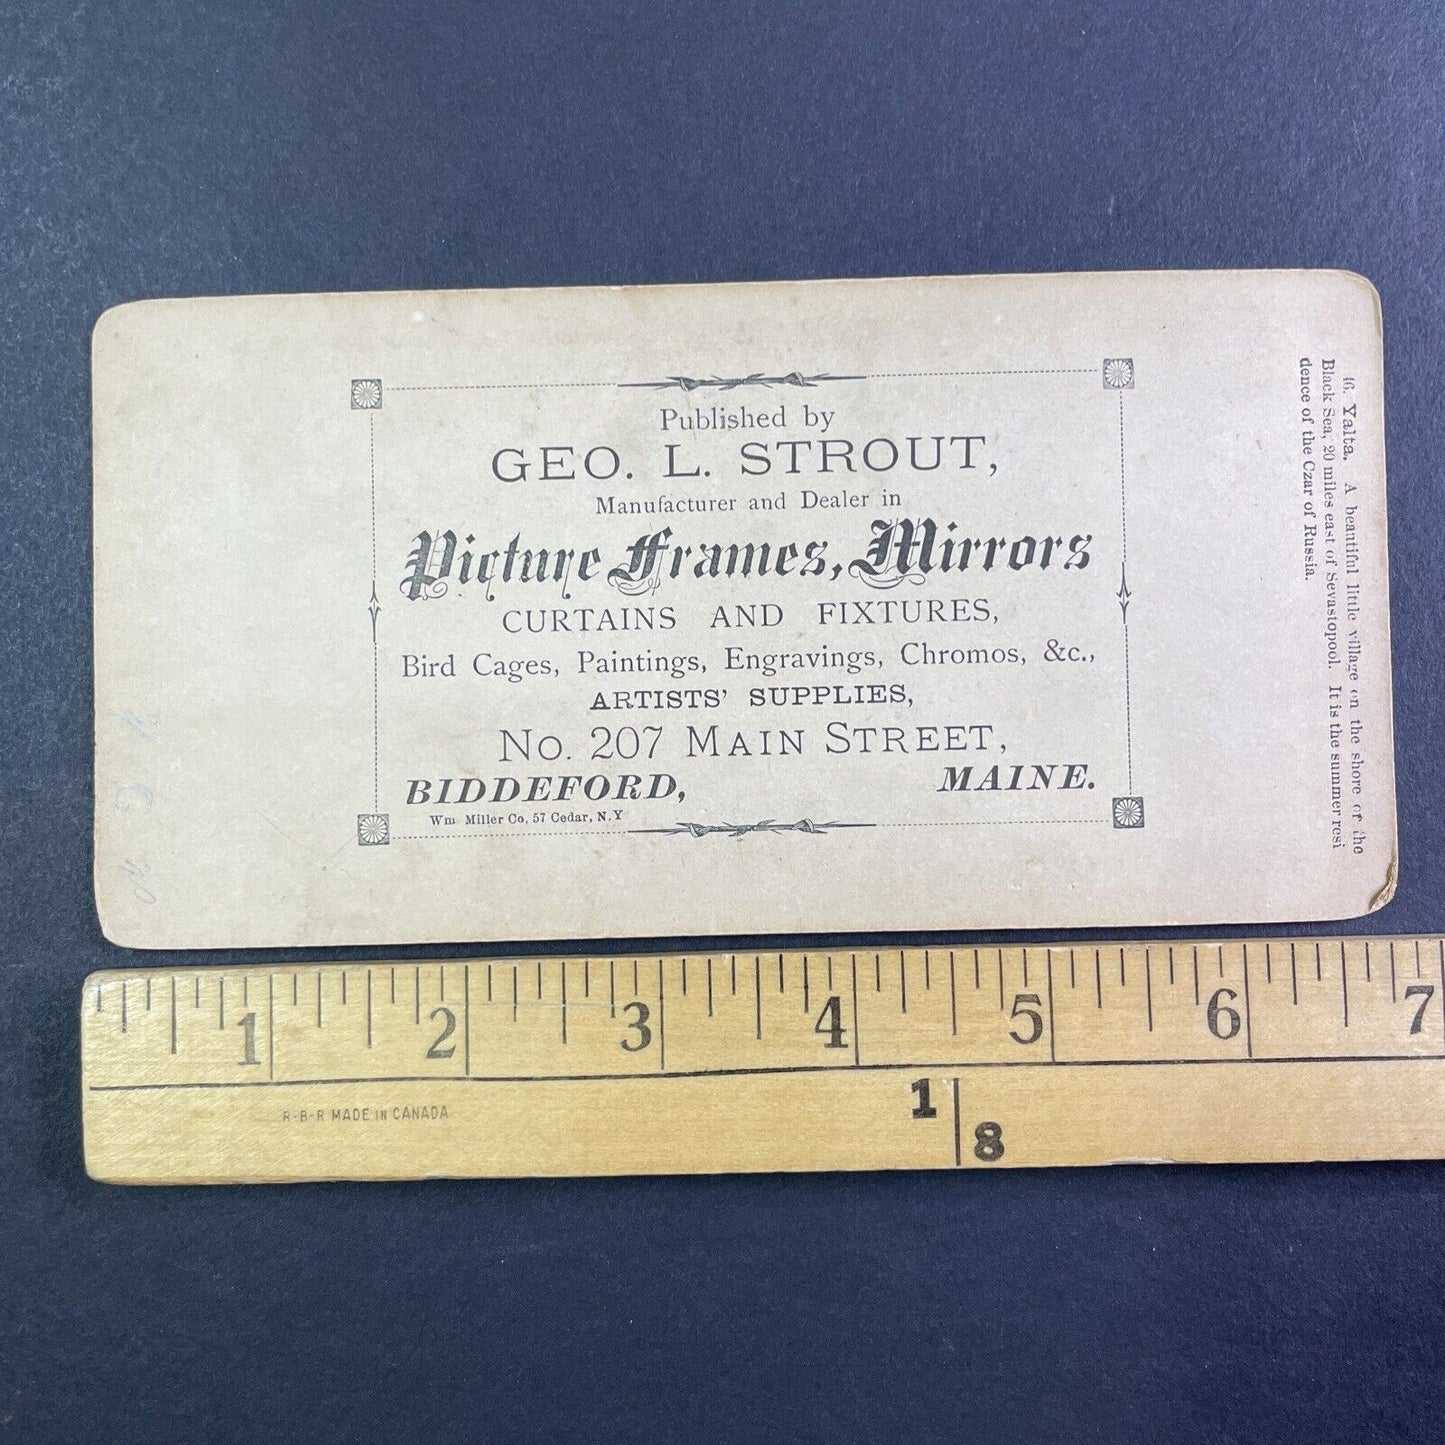 Published by
GEO. L. STROUT,
Manufacturer and Dealer in
Picture Frames, Mirrors
CURTAINS AND FIXTURES,
Bird Cages, Paintings, Engravings, Chromos, &c.,
ARTISTS' SUPPLIES,
No. 207 MAIN STREET,
BIDDEFORD, MAINE.
Wm. Miller Co, 57 Cedar, N.Y
46. Yalta. A beautiful little village on the shore of the
Black Sea, 20 miles east of Sevastopool. It is the summer resi
dence of the Czar of Russia.
1 2 3 4 5 6 7
R-B-R MADE IN CANADA
1 8